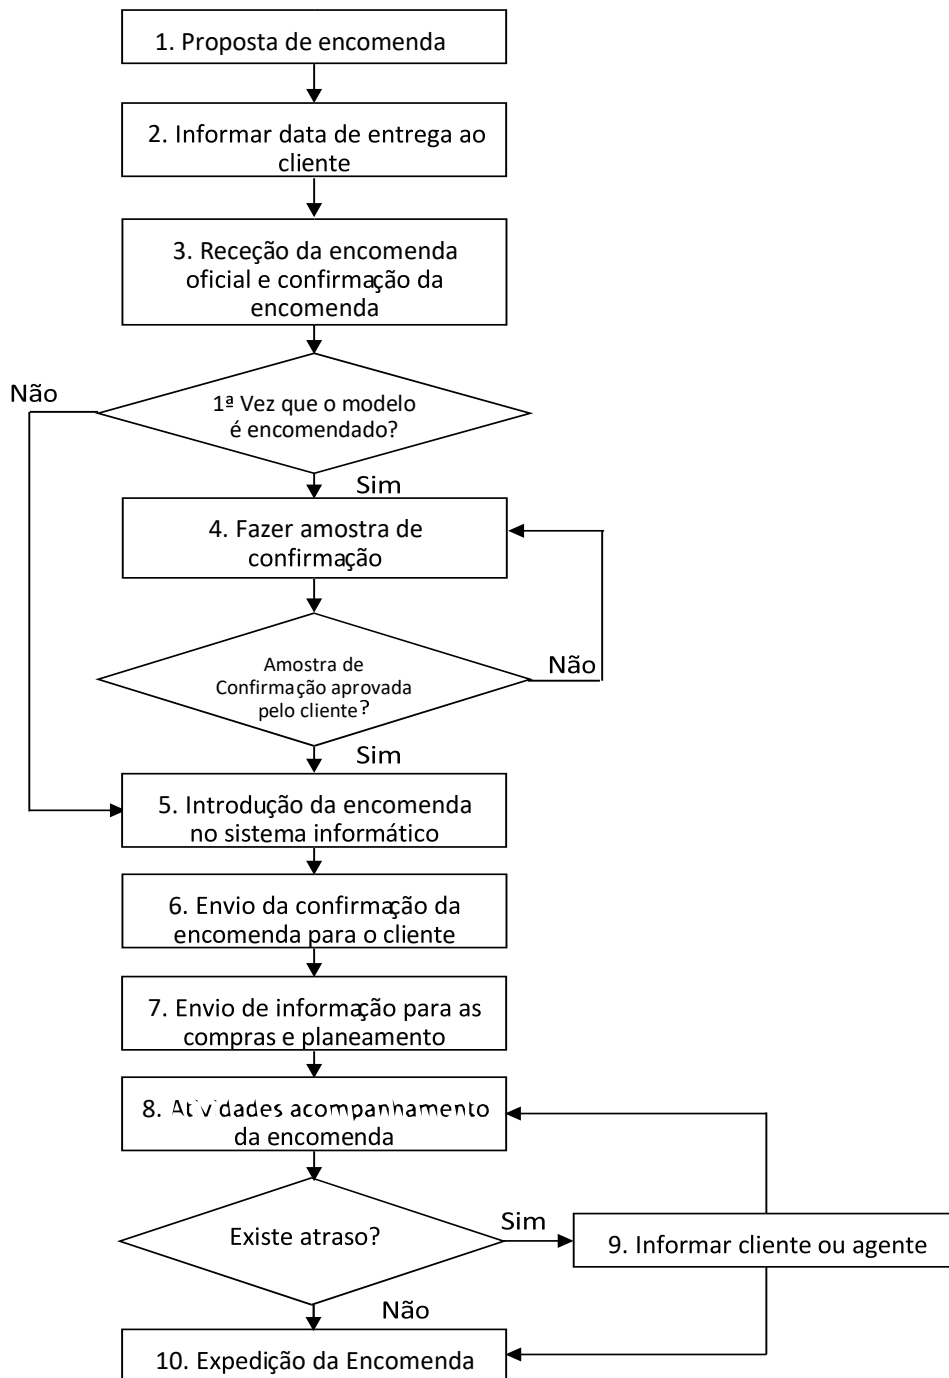 1. Proposta de encomenda
2. Informar data de entrega ao
cliente
3. Receção da encomenda
oficial e confirmação da
encomenda
Não
1ª Vez que o modelo
é encomendado?
Sim
4. Fazer amostra de
confirmação
Amostra de
Confirmação aprovada
pelo cliente?
Não
Sim
5. Introdução da encomenda
no sistema informático
6. Envio da confirmação da
encomenda para o cliente
7. Envio de informação para as
compras e planeamento
8. Atividades acompanhamento
da encomenda
Existe atraso?
Sim
9. Informar cliente ou agente
Não
10. Expedição da Encomenda